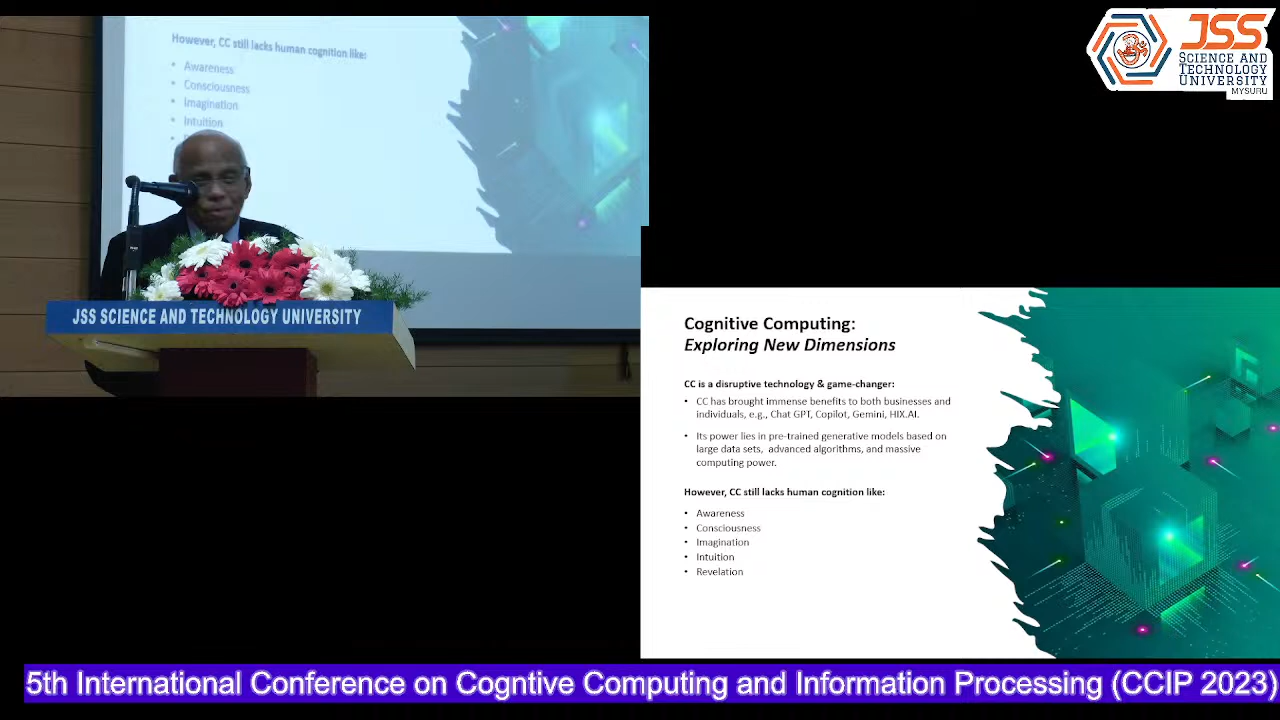 However, CC still lacks human cognition like:
• Awareness
• Consciousness
• Imagination
• Intuition
JSS SCIENCE AND TECHNOLOGY UNIVERSITY
JSS
SCIENCE AND
TECHNOLOGY
UNIVERSITY
MYSURU
Cognitive Computing:
Exploring New Dimensions
CC is a disruptive technology & game-changer:
• CC has brought immense benefits to both businesses and
individuals, e.g., Chat GPT, Copilot, Gemini, HIX.AI.
• Its power lies in pre-trained generative models based on
large data sets, advanced algorithms, and massive
computing power.
However, CC still lacks human cognition like:
• Awareness
• Consciousness
• Imagination
• Intuition
• Revelation
5th International Conference on Cogntive Computing and Information Processing (CCIP 2023)